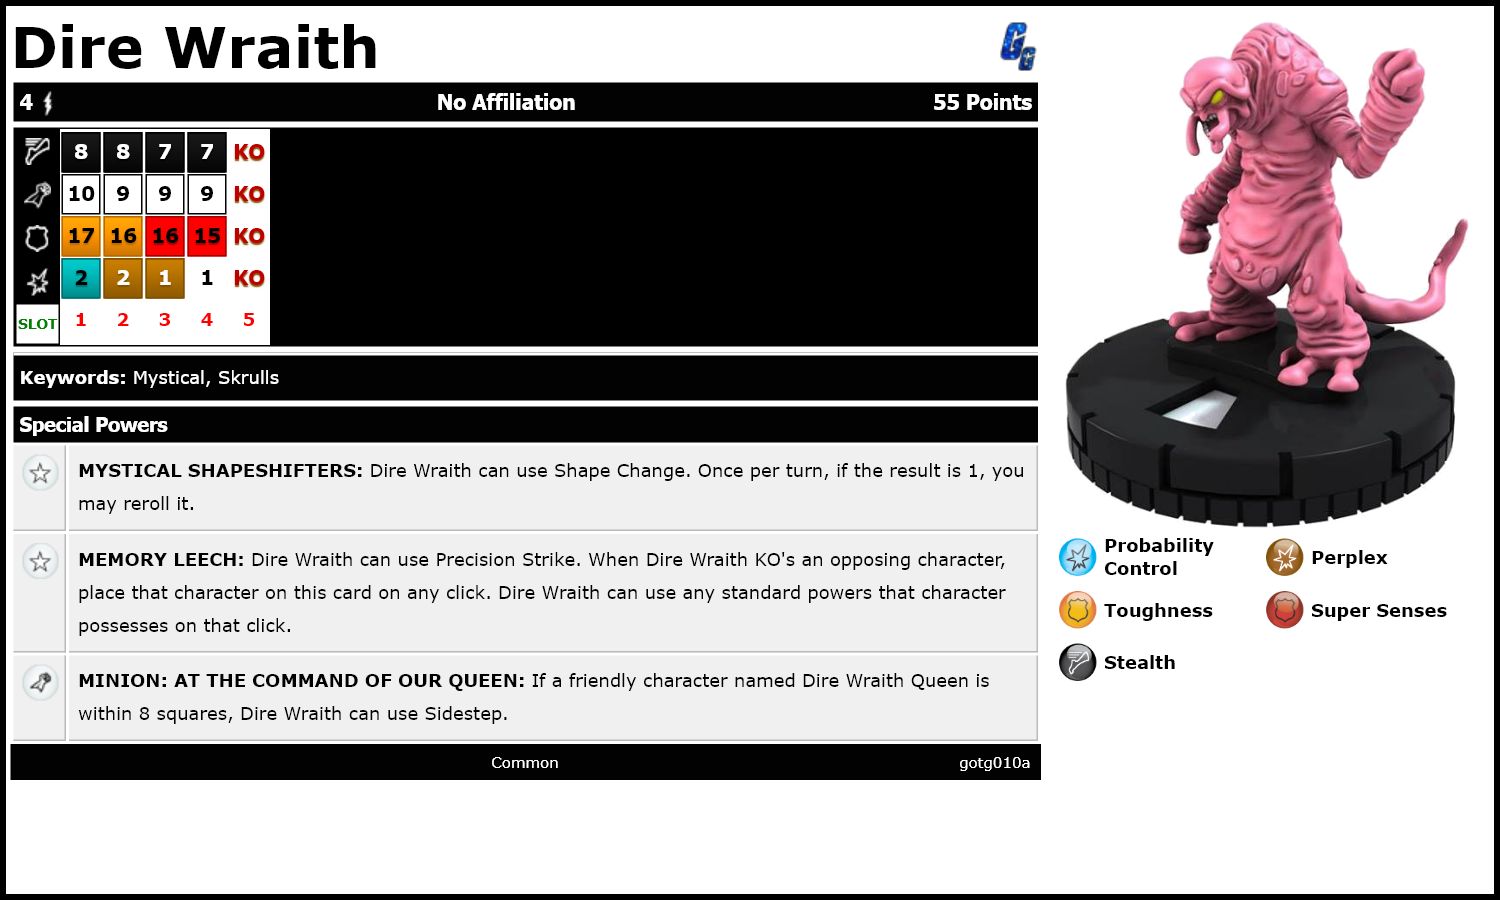 Dire Wraith
GG
4 No Affiliation 55 Points
8 8 7 7 KO
10 9 9 9 KO
17 16 16 15 KO
2 2 1 1 KO
SLOT 1 2 3 4 5
Keywords: Mystical, Skrulls
Special Powers
MYSTICAL SHAPESHIFTERS: Dire Wraith can use Shape Change. Once per turn, if the result is 1, you
may reroll it.
MEMORY LEECH: Dire Wraith can use Precision Strike. When Dire Wraith KO's an opposing character,
place that character on this card on any click. Dire Wraith can use any standard powers that character
possesses on that click.
MINION: AT THE COMMAND OF OUR QUEEN: If a friendly character named Dire Wraith Queen is
within 8 squares, Dire Wraith can use Sidestep.
Common gotg010a
Probability
Control
Perplex
Toughness
Super Senses
Stealth